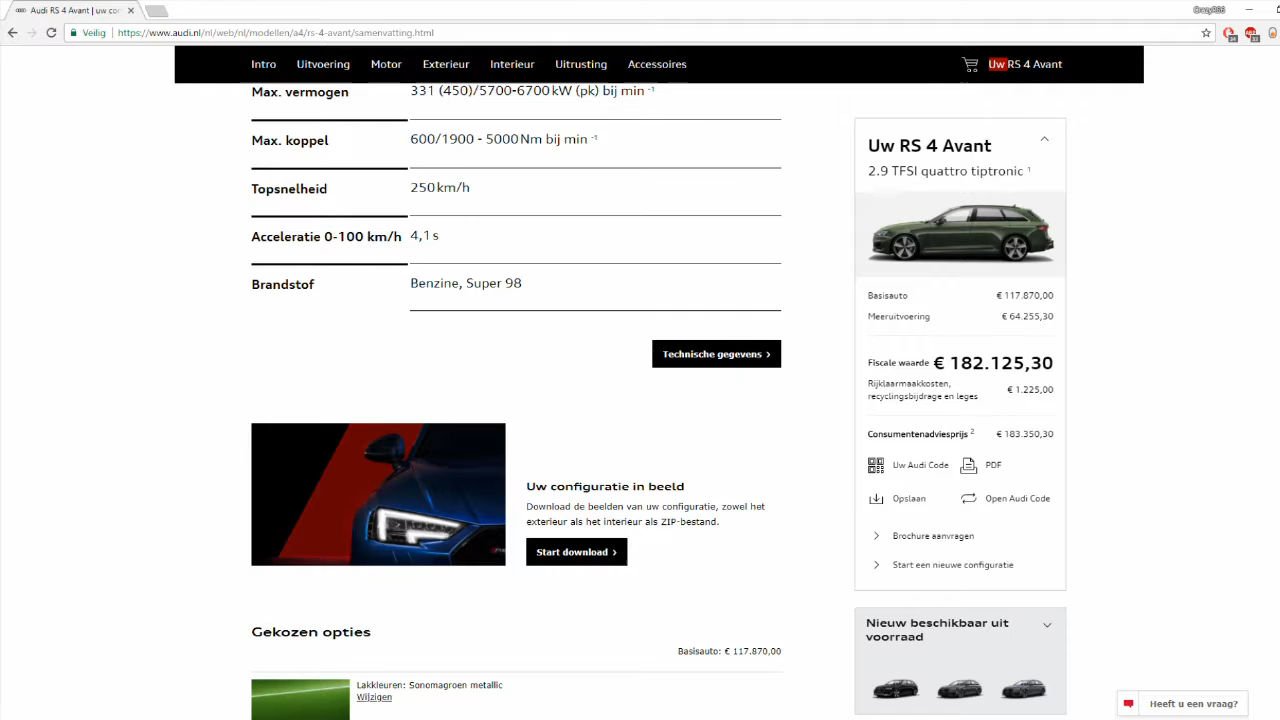 Audi RS 4 Avant | uw con
CrazyRS6
Veilig
https://www.audi.nl/nl/web/nl/modellen/a4/rs-4-avant/samenvatting.html
Intro Uitvoering Motor Exterieur Interieur Uitrusting Accessoires
Uw RS 4 Avant
Max. vermogen 331 (450)/5700-6700 kW (pk) bij min -1
Max. koppel 600/1900 - 5000 Nm bij min -1
Topsnelheid 250 km/h
Acceleratie 0-100 km/h 4,1 s
Brandstof Benzine, Super 98
Technische gegevens
Uw configuratie in beeld
Download de beelden van uw configuratie, zowel het
exterieur als het interieur als ZIP-bestand.
Start download
Gekozen opties
Basisauto: € 117.870,00
Lakkleuren: Sonomagroen metallic
Wijzigen
Uw RS 4 Avant
2.9 TFSI quattro tiptronic 1
Basisauto € 117.870,00
Meeruitvoering € 64.255,30
Fiscale waarde € 182.125,30
Rijklaarmaakkosten,
recyclingsbijdrage en leges € 1.225,00
Consumentenadviesprijs 2 € 183.350,30
Uw Audi Code PDF
Opslaan Open Audi Code
Brochure aanvragen
Start een nieuwe configuratie
Nieuw beschikbaar uit
voorraad
Heeft u een vraag?